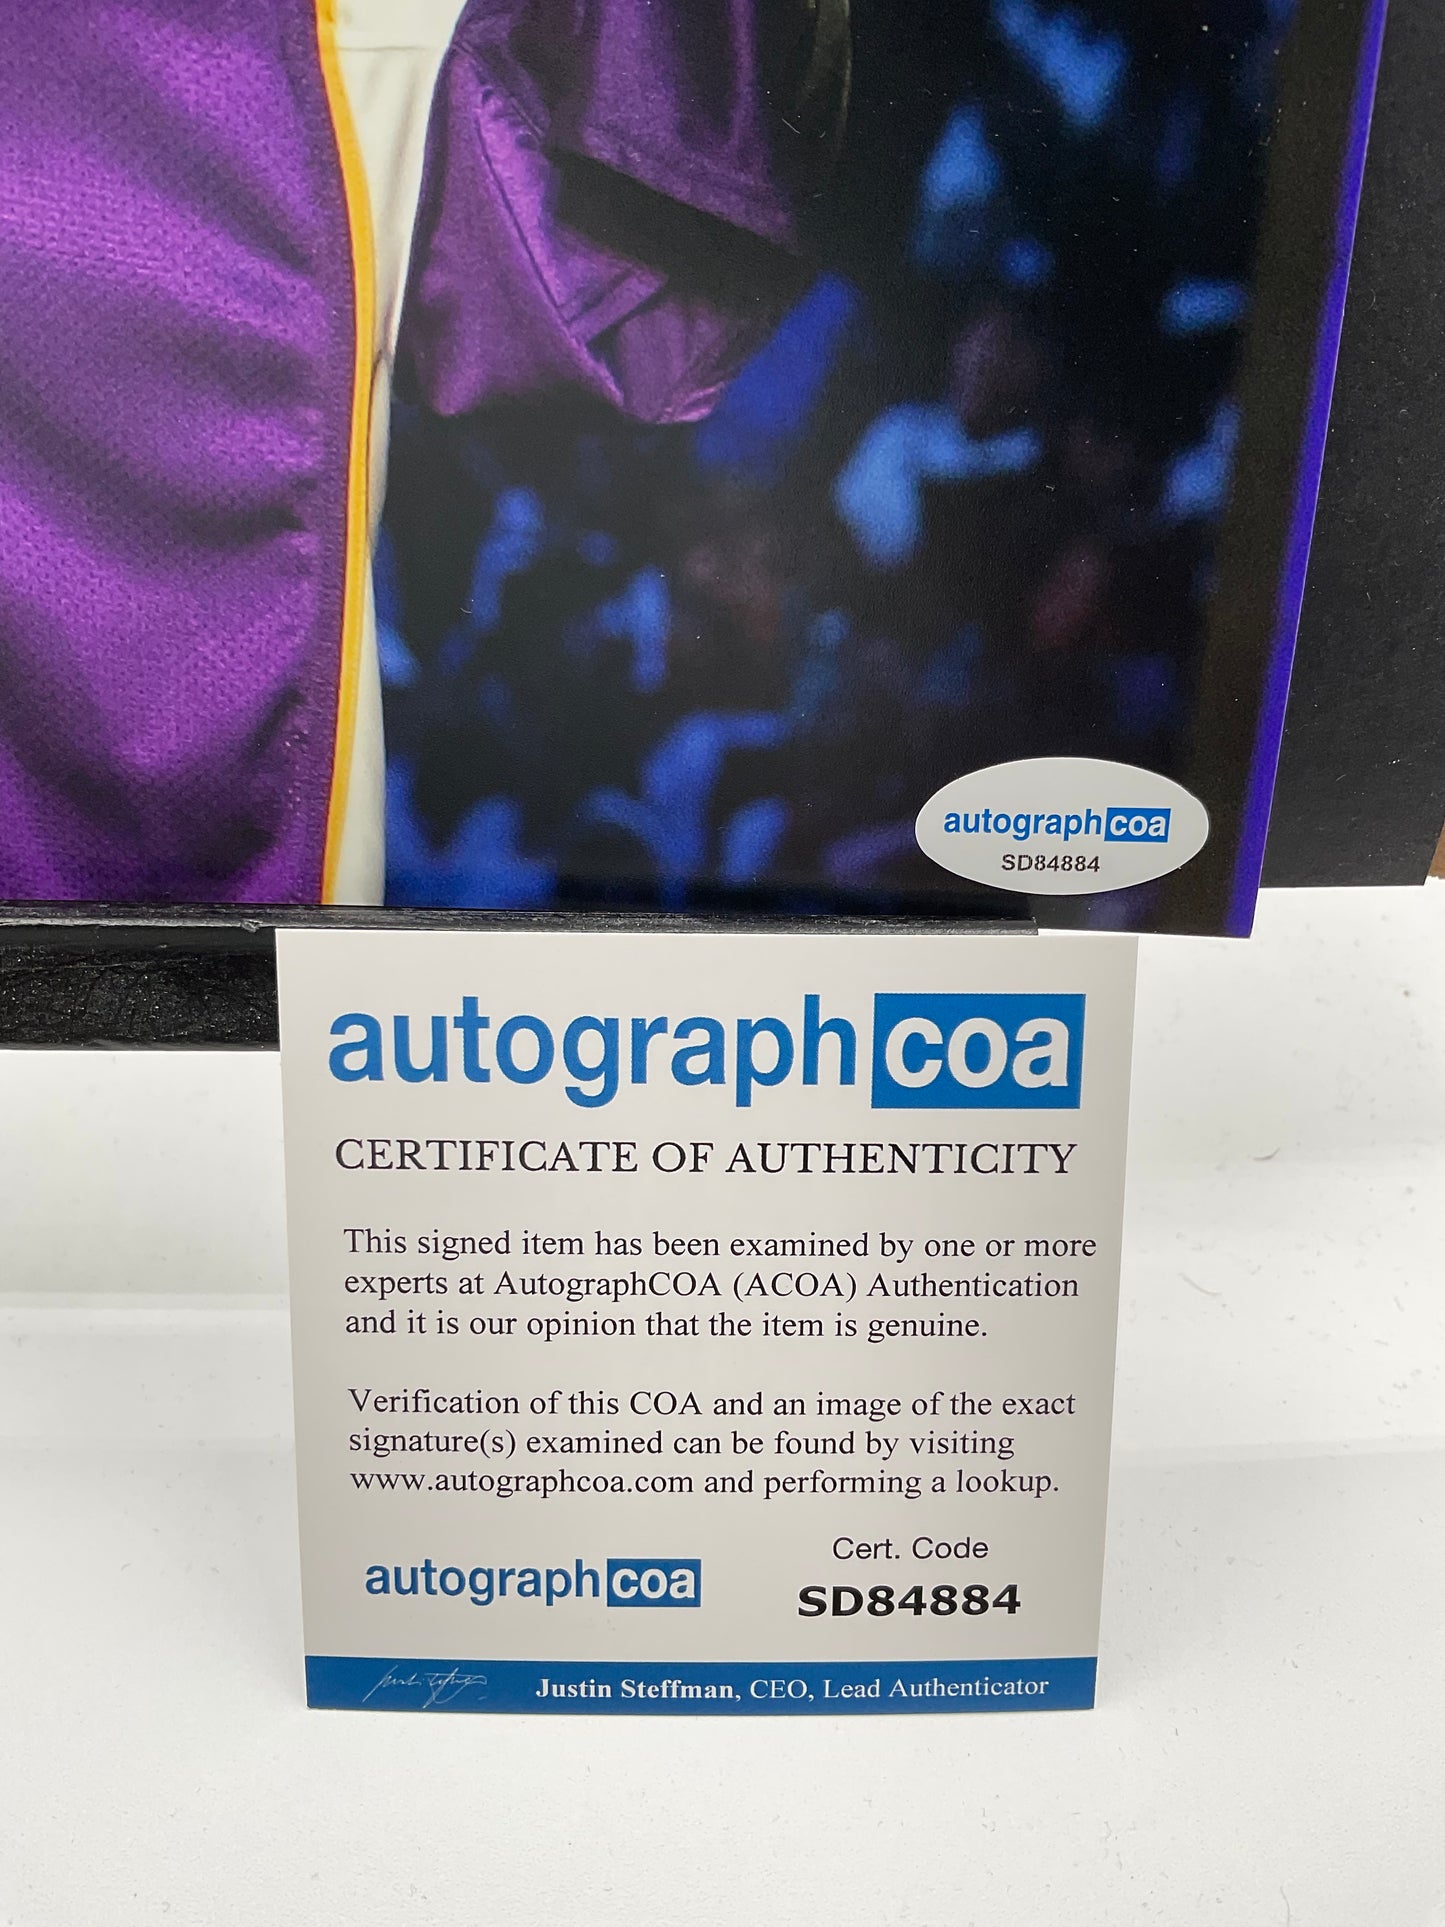 autographcoa
SD84884
autographcoa
CERTIFICATE OF AUTHENTICITY
This signed item has been examined by one or more
experts at AutographCOA (ACOA) Authentication
and it is our opinion that the item is genuine.
Verification of this COA and an image of the exact
signature(s) examined can be found by visiting
www.autographcoa.com and performing a lookup.
Cert. Code
autographcoa
SD84884
Justin Steffman, CEO, Lead Authenticator